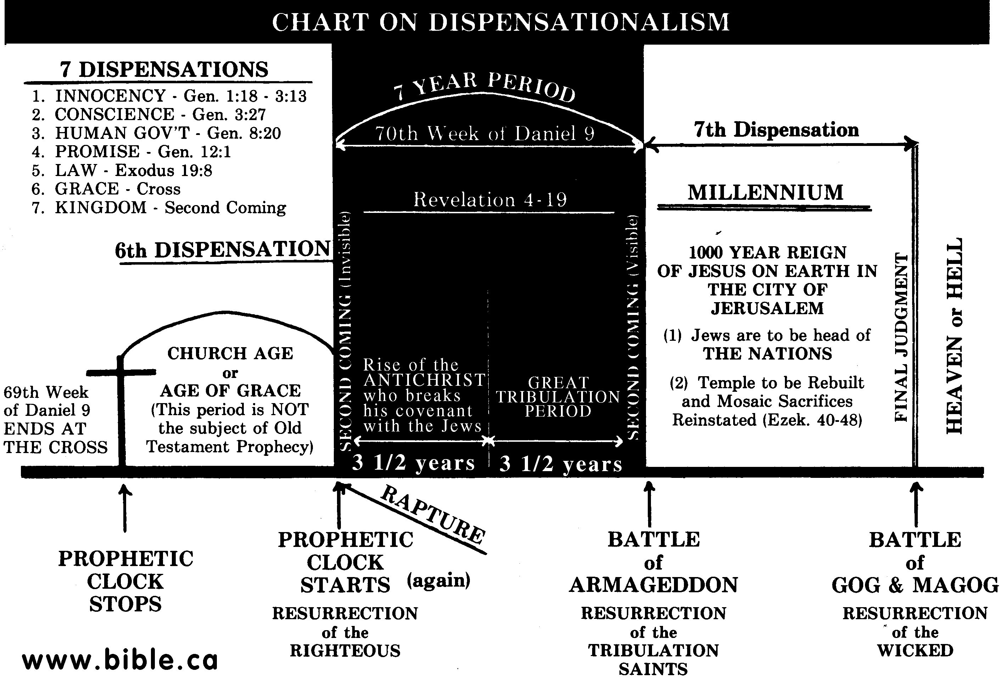 CHART ON DISPENSATIONALISM
7 DISPENSATIONS
1. INNOCENCY - Gen. 1:18 - 3:13
2. CONSCIENCE - Gen. 3:27
3. HUMAN GOV'T - Gen. 8:20
4. PROMISE - Gen. 12:1
5. LAW - Exodus 19:8
6. GRACE - Cross
7. KINGDOM - Second Coming
6th DISPENSATION
69th Week
of Daniel 9
ENDS AT
THE CROSS
CHURCH AGE
or
AGE OF GRACE
(This period is NOT
the subject of Old
Testament Prophecy)
SECOND COMING (Invisible)
7 YEAR PERIOD
70th Week of Daniel 9
Revelation 4-19
Rise of the
ANTICHRIST
who breaks
his covenant
with the Jews
3 1/2 years
GREAT
TRIBULATION
PERIOD
3 1/2 years
SECOND COMING (Visible)
7th Dispensation
MILLENNIUM
1000 YEAR REIGN
OF JESUS ON EARTH IN
THE CITY OF
JERUSALEM
(1) Jews are to be head of
THE NATIONS
(2) Temple to be Rebuilt
and Mosaic Sacrifices
Reinstated (Ezek. 40-48)
FINAL JUDGMENT
HEAVEN or HELL
PROPHETIC
CLOCK
STOPS
RAPTURE
PROPHETIC
CLOCK
STARTS (again)
RESURRECTION
of the
RIGHTEOUS
BATTLE
of
ARMAGEDDON
RESURRECTION
of the
TRIBULATION
SAINTS
BATTLE
of
GOG & MAGOG
RESURRECTION
of the
WICKED
www.bible.ca